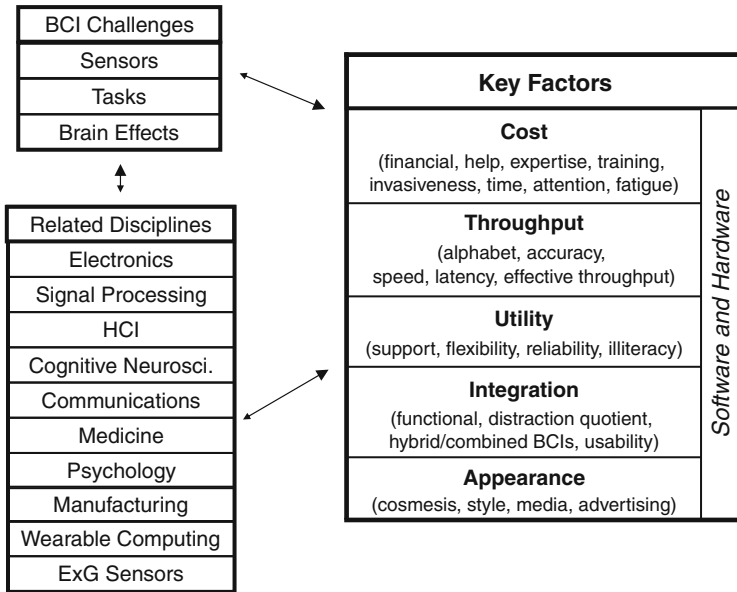 BCI Challenges
Sensors
Tasks
Brain Effects
Related Disciplines
Electronics
Signal Processing
HCI
Cognitive Neurosci.
Communications
Medicine
Psychology
Manufacturing
Wearable Computing
ExG Sensors
Key Factors
Cost
(financial, help, expertise, training,
invasiveness, time, attention, fatigue)
Throughput
(alphabet, accuracy,
speed, latency, effective throughput)
Utility
(support, flexibility, reliability, illiteracy)
Integration
(functional, distraction quotient,
hybrid/combined BCIs, usability)
Appearance
(cosmesis, style, media, advertising)
Software and Hardware